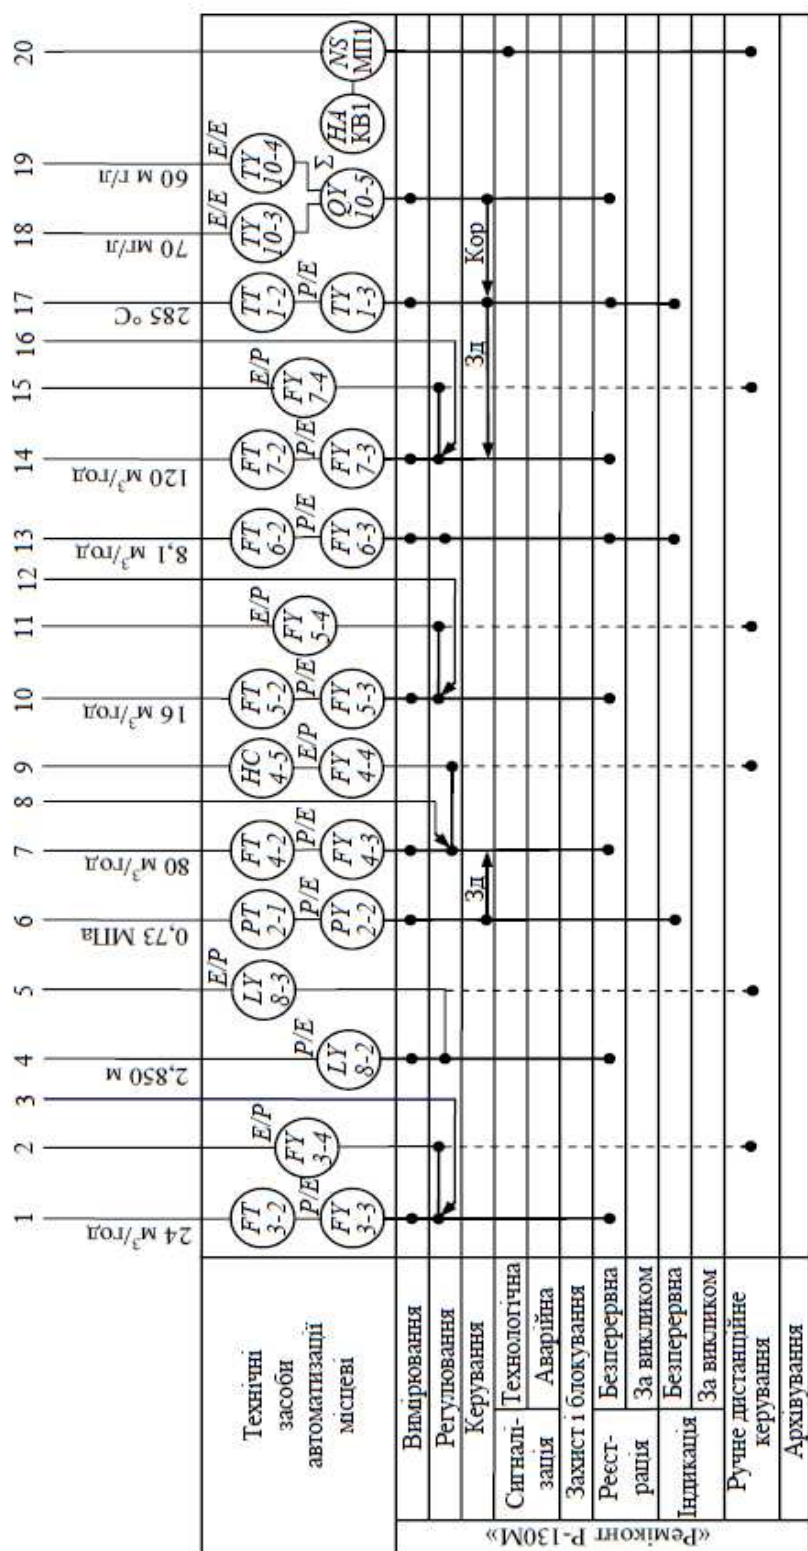 1 2 3 4 5 6 7 8 9 10 11 12 13 14 15 16 17 18 19 20
24 м³/год
2,850 м
0,73 МПа
80 м³/год
16 м³/год
8,1 м³/год
120 м³/год
285 °C
70 мг/л
60 м г/л
Технічні
засоби
автоматизації
місцеві
FT
3-2
P/E
FY
3-3
E/P
FY
3-4
P/E
LY
8-2
E/P
LY
8-3
PT
2-1
P/E
PY
2-2
FT
4-2
P/E
FY
4-3
HC
4-5
E/P
FY
4-4
FT
5-2
P/E
FY
5-3
E/P
FY
5-4
FT
6-2
P/E
FY
6-3
FT
7-2
P/E
FY
7-3
E/P
FY
7-4
TT
1-2
P/E
TY
1-3
E/E
TY
10-3
E/E
TY
10-4
Σ
QY
10-5
HA
КВ1
NS
МП1
«Реміконт Р-130М»
Вимірювання
Регулювання
Керування
Зд
Зд
Кор
Сигналі-
зація
Технологічна
Аварійна
Захист і блокування
Реєст-
рація
Безперервна
За викликом
Індикація
Безперервна
За викликом
Ручне дистанційне
керування
Архівування